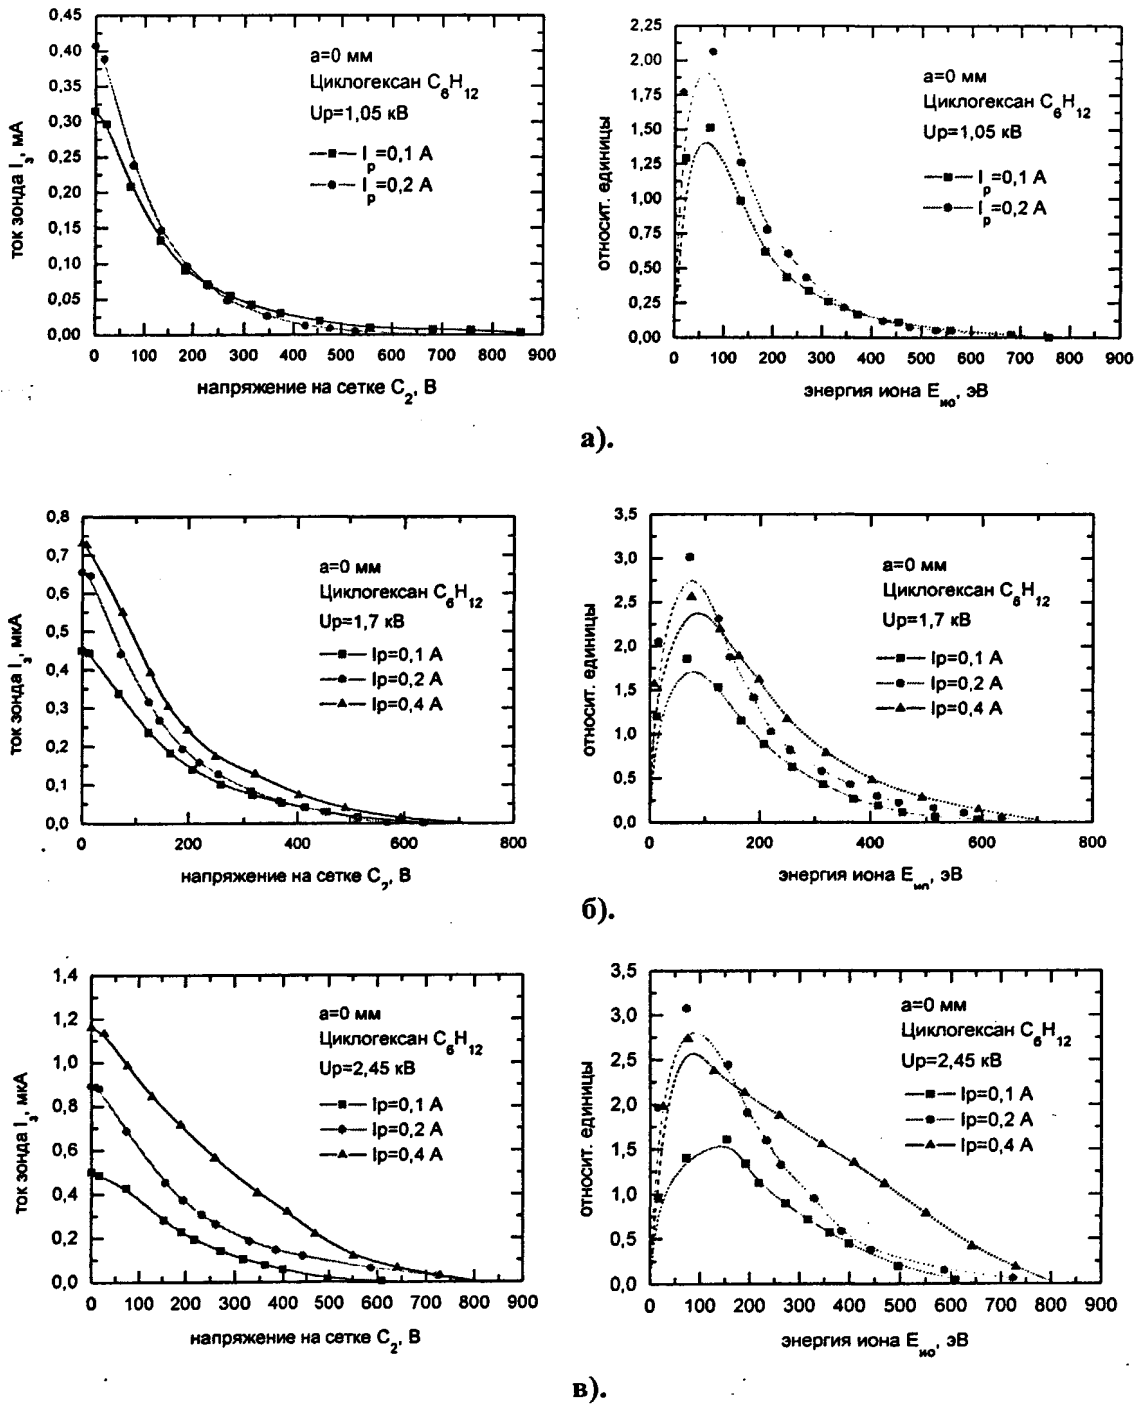 0,45
0,40
0,35
0,30
0,25
0,20
0,15
0,10
0,05
0,00
ток зонда I₃, мА
a=0 мм
Циклогексан C₆H₁₂
Up=1,05 кВ
Iₚ=0,1 A
Iₚ=0,2 A
0 100 200 300 400 500 600 700 800 900
напряжение на сетке C₂, В
2,25
2,00
1,75
1,50
1,25
1,00
0,75
0,50
0,25
0,00
относит. единицы
a=0 мм
Циклогексан C₆H₁₂
Up=1,05 кВ
Iₚ=0,1 A
Iₚ=0,2 A
0 100 200 300 400 500 600 700 800 900
энергия иона Eио, эВ
а).
0,8
0,7
0,6
0,5
0,4
0,3
0,2
0,1
0,0
ток зонда I₃, мкА
a=0 мм
Циклогексан C₆H₁₂
Up=1,7 кВ
Ip=0,1 A
Ip=0,2 A
Ip=0,4 A
0 200 400 600 800
напряжение на сетке C₂, В
3,5
3,0
2,5
2,0
1,5
1,0
0,5
0,0
относит. единицы
a=0 мм
Циклогексан C₆H₁₂
Up=1,7 кВ
Ip=0,1 A
Ip=0,2 A
Ip=0,4 A
0 100 200 300 400 500 600 800
энергия иона Eио, эВ
б).
1,4
1,2
1,0
0,8
0,6
0,4
0,2
0,0
ток зонда I₃, мкА
a=0 мм
Циклогексан C₆H₁₂
Up=2,45 кВ
Ip=0,1 A
Ip=0,2 A
Ip=0,4 A
0 100 200 300 400 500 600 700 800 900
напряжение на сетке C₂, В
3,5
3,0
2,5
2,0
1,5
1,0
0,5
0,0
относит. единицы
a=0 мм
Циклогексан C₆H₁₂
Up=2,45 кВ
Ip=0,1 A
Ip=0,2 A
Ip=0,4 A
0 100 200 300 400 500 600 700 800 900
энергия иона Eио, эВ
в).